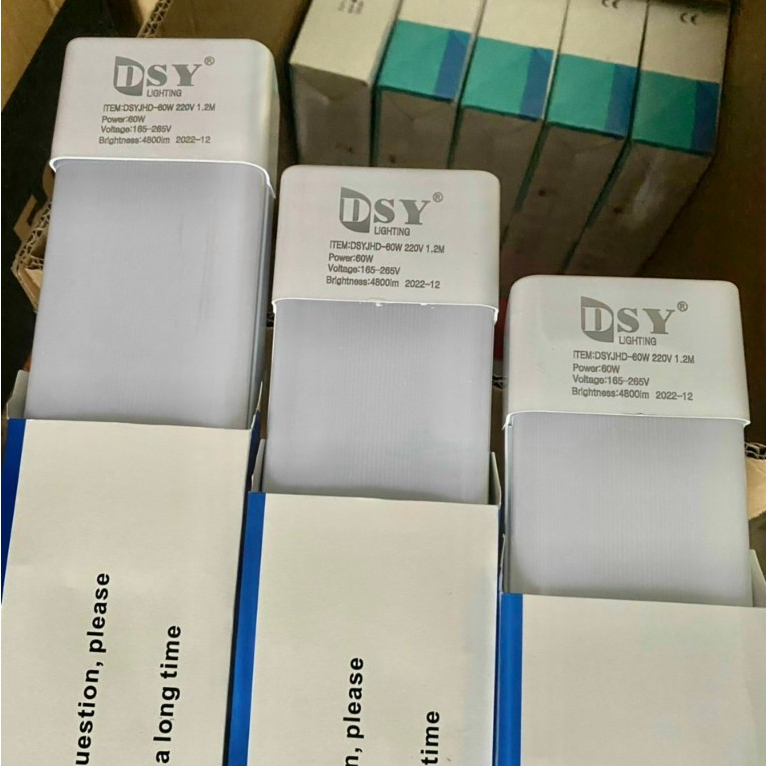 DSY®
LIGHTING
ITEM:DSYJHD-60W 220V 1.2M
Power:60W
Voltage:165-265V
Brightness:4800lm 2022-12
DSY®
LIGHTING
ITEM:DSYJHD-60W 220V 1.2M
Power:60W
Voltage:165-265V
Brightness:4800lm 2022-12
DSY®
LIGHTING
ITEM:DSYJHD-60W 220V 1.2M
Power:60W
Voltage:165-265V
Brightness:4800lm 2022-12
uestion, please
a long time
n, please
time
CE
CE